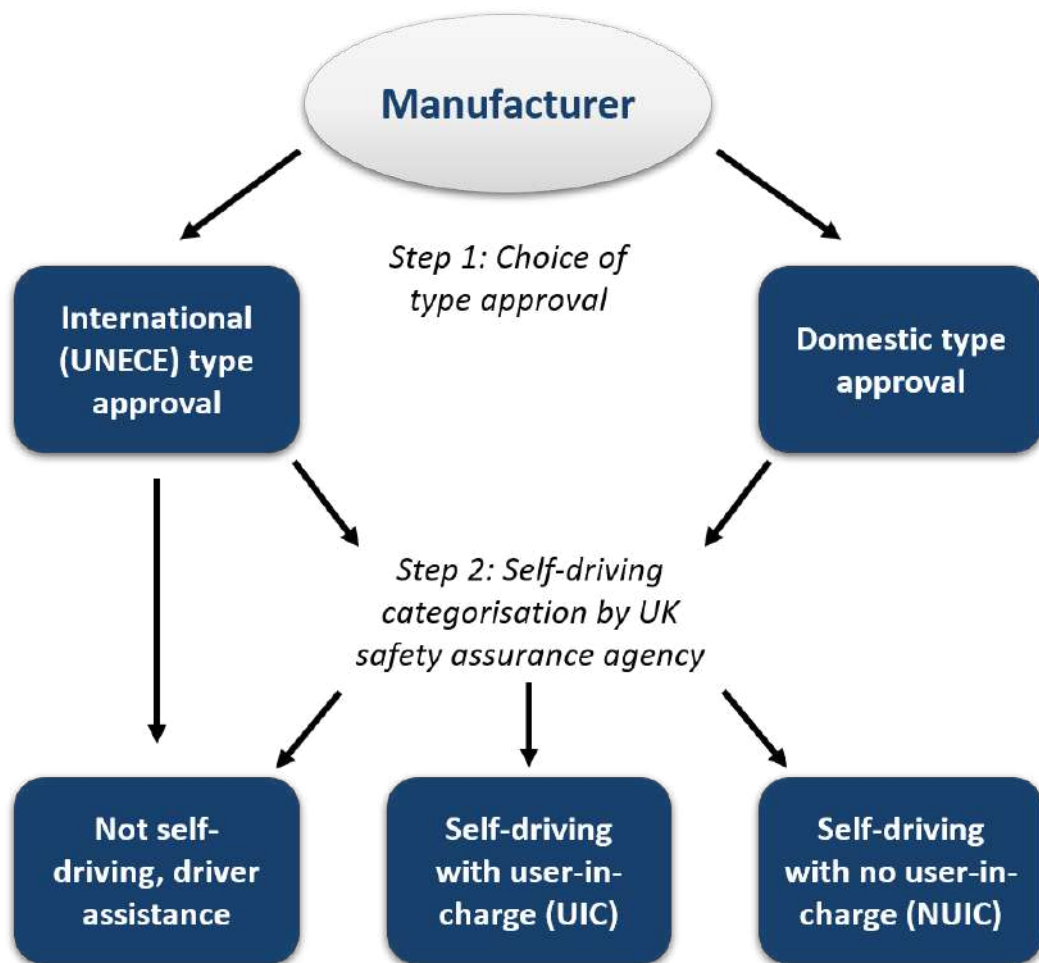 Manufacturer
Step 1: Choice of
type approval
International
(UNECE) type
approval
Domestic type
approval
Step 2: Self-driving
categorisation by UK
safety assurance agency
Not self-
driving, driver
assistance
Self-driving
with user-in-
charge (UIC)
Self-driving
with no user-in-
charge (NUIC)